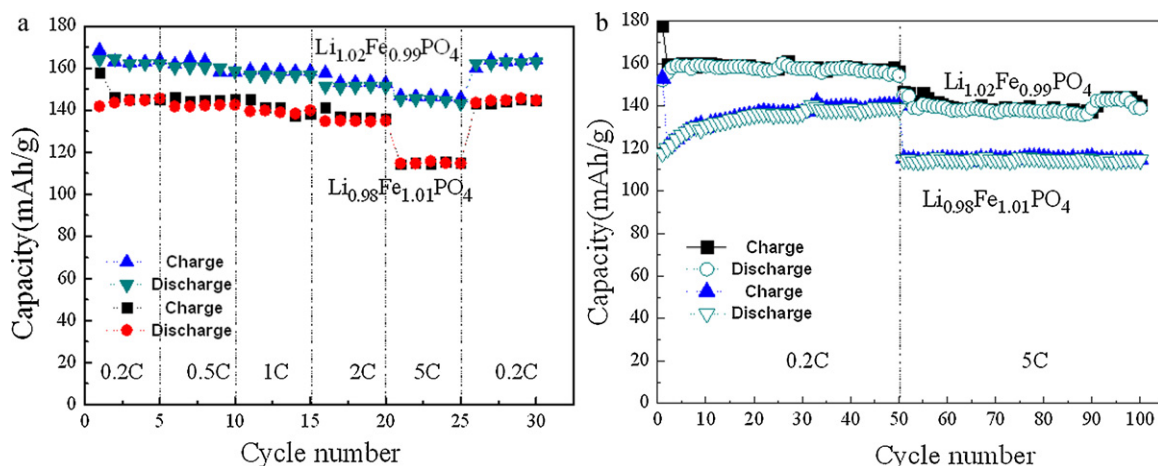 a
Capacity(mAh/g)
180
160
140
120
100
80
60
40
20
0
Li1.02Fe0.99PO4
Li0.98Fe1.01PO4
Charge
Discharge
Charge
Discharge
0.2C 0.5C 1C 2C 5C 0.2C
0 5 10 15 20 25 30
Cycle number
b
Capacity(mAh/g)
180
160
140
120
100
80
60
40
20
0
Li1.02Fe0.99PO4
Li0.98Fe1.01PO4
Charge
Discharge
Charge
Discharge
0.2C 5C
0 10 20 30 40 50 60 70 80 90 100
Cycle number